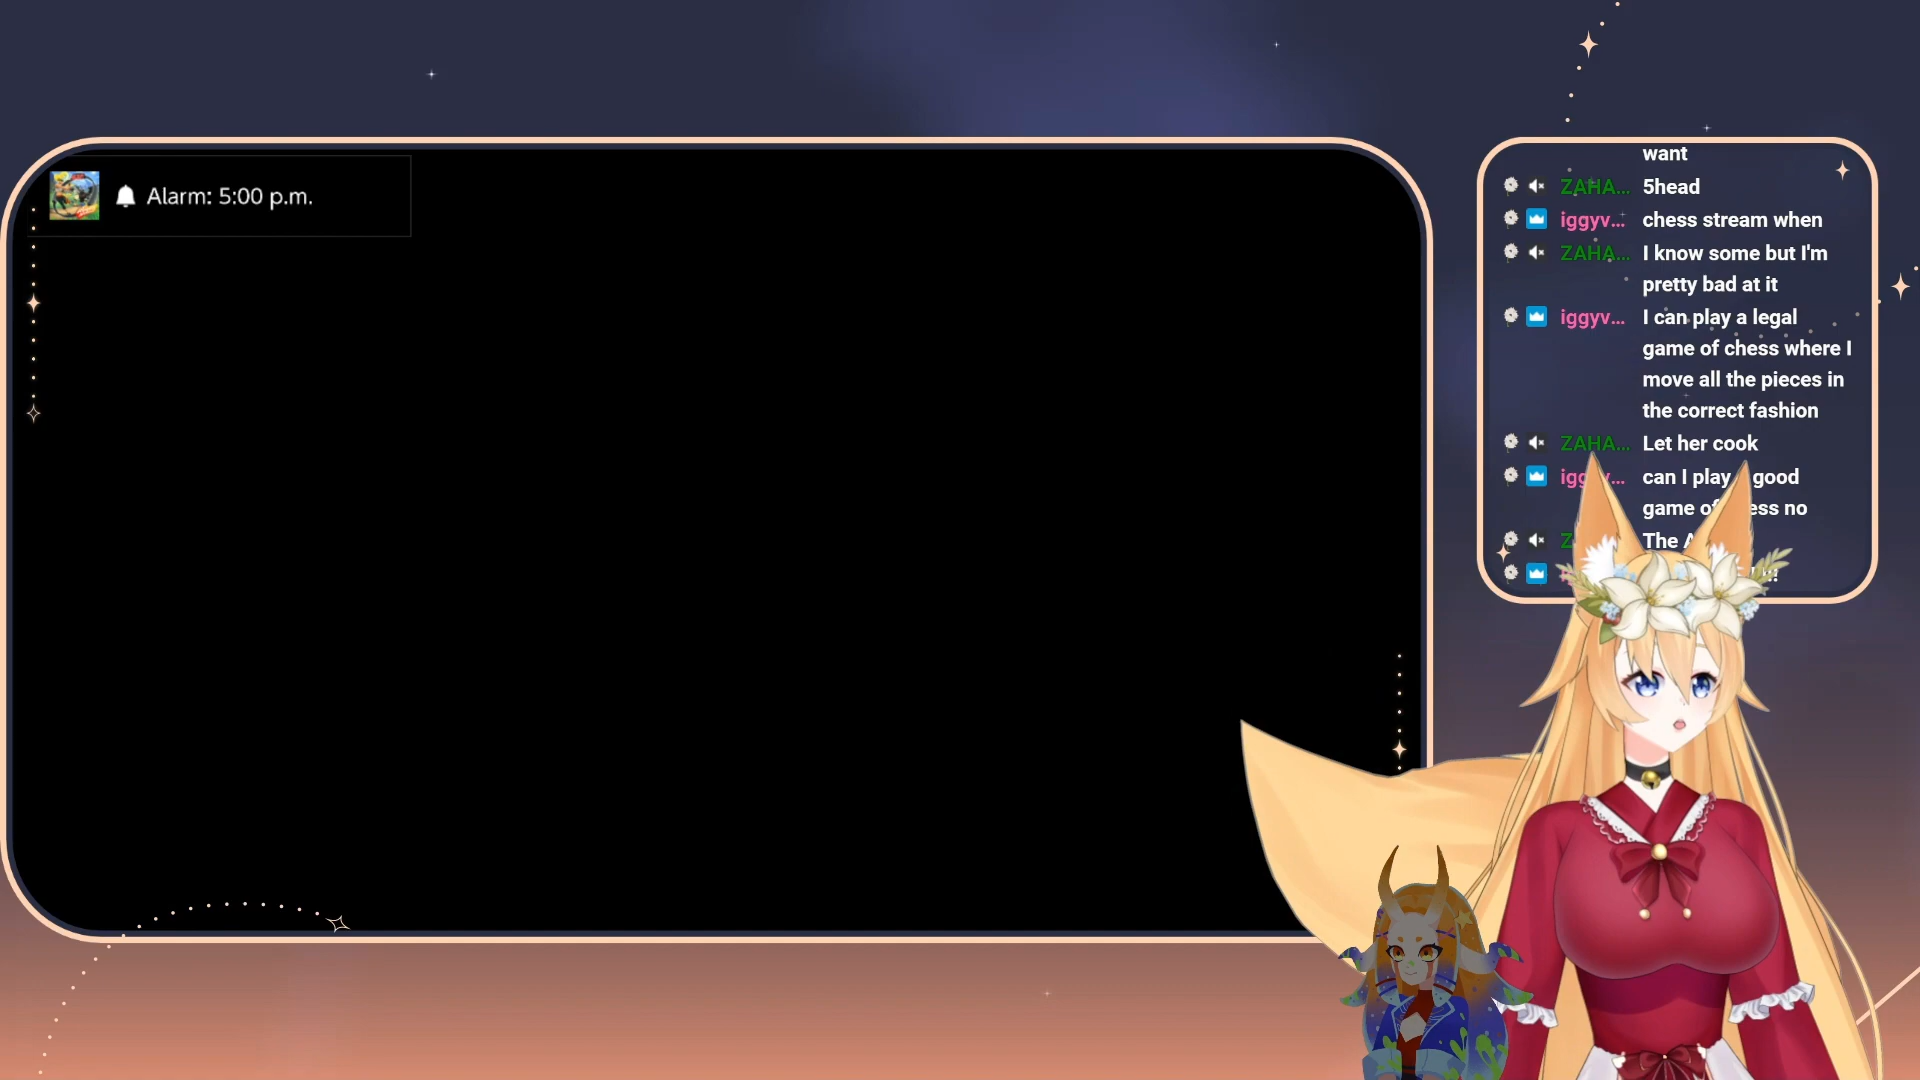 Alarm: 5:00 p.m.
want
ZAHA... 5head
iggyv... chess stream when
ZAHA... I know some but I'm
pretty bad at it
iggyv... I can play a legal
game of chess where I
move all the pieces in
the correct fashion
ZAHA... Let her cook
can I play good
game of no
The